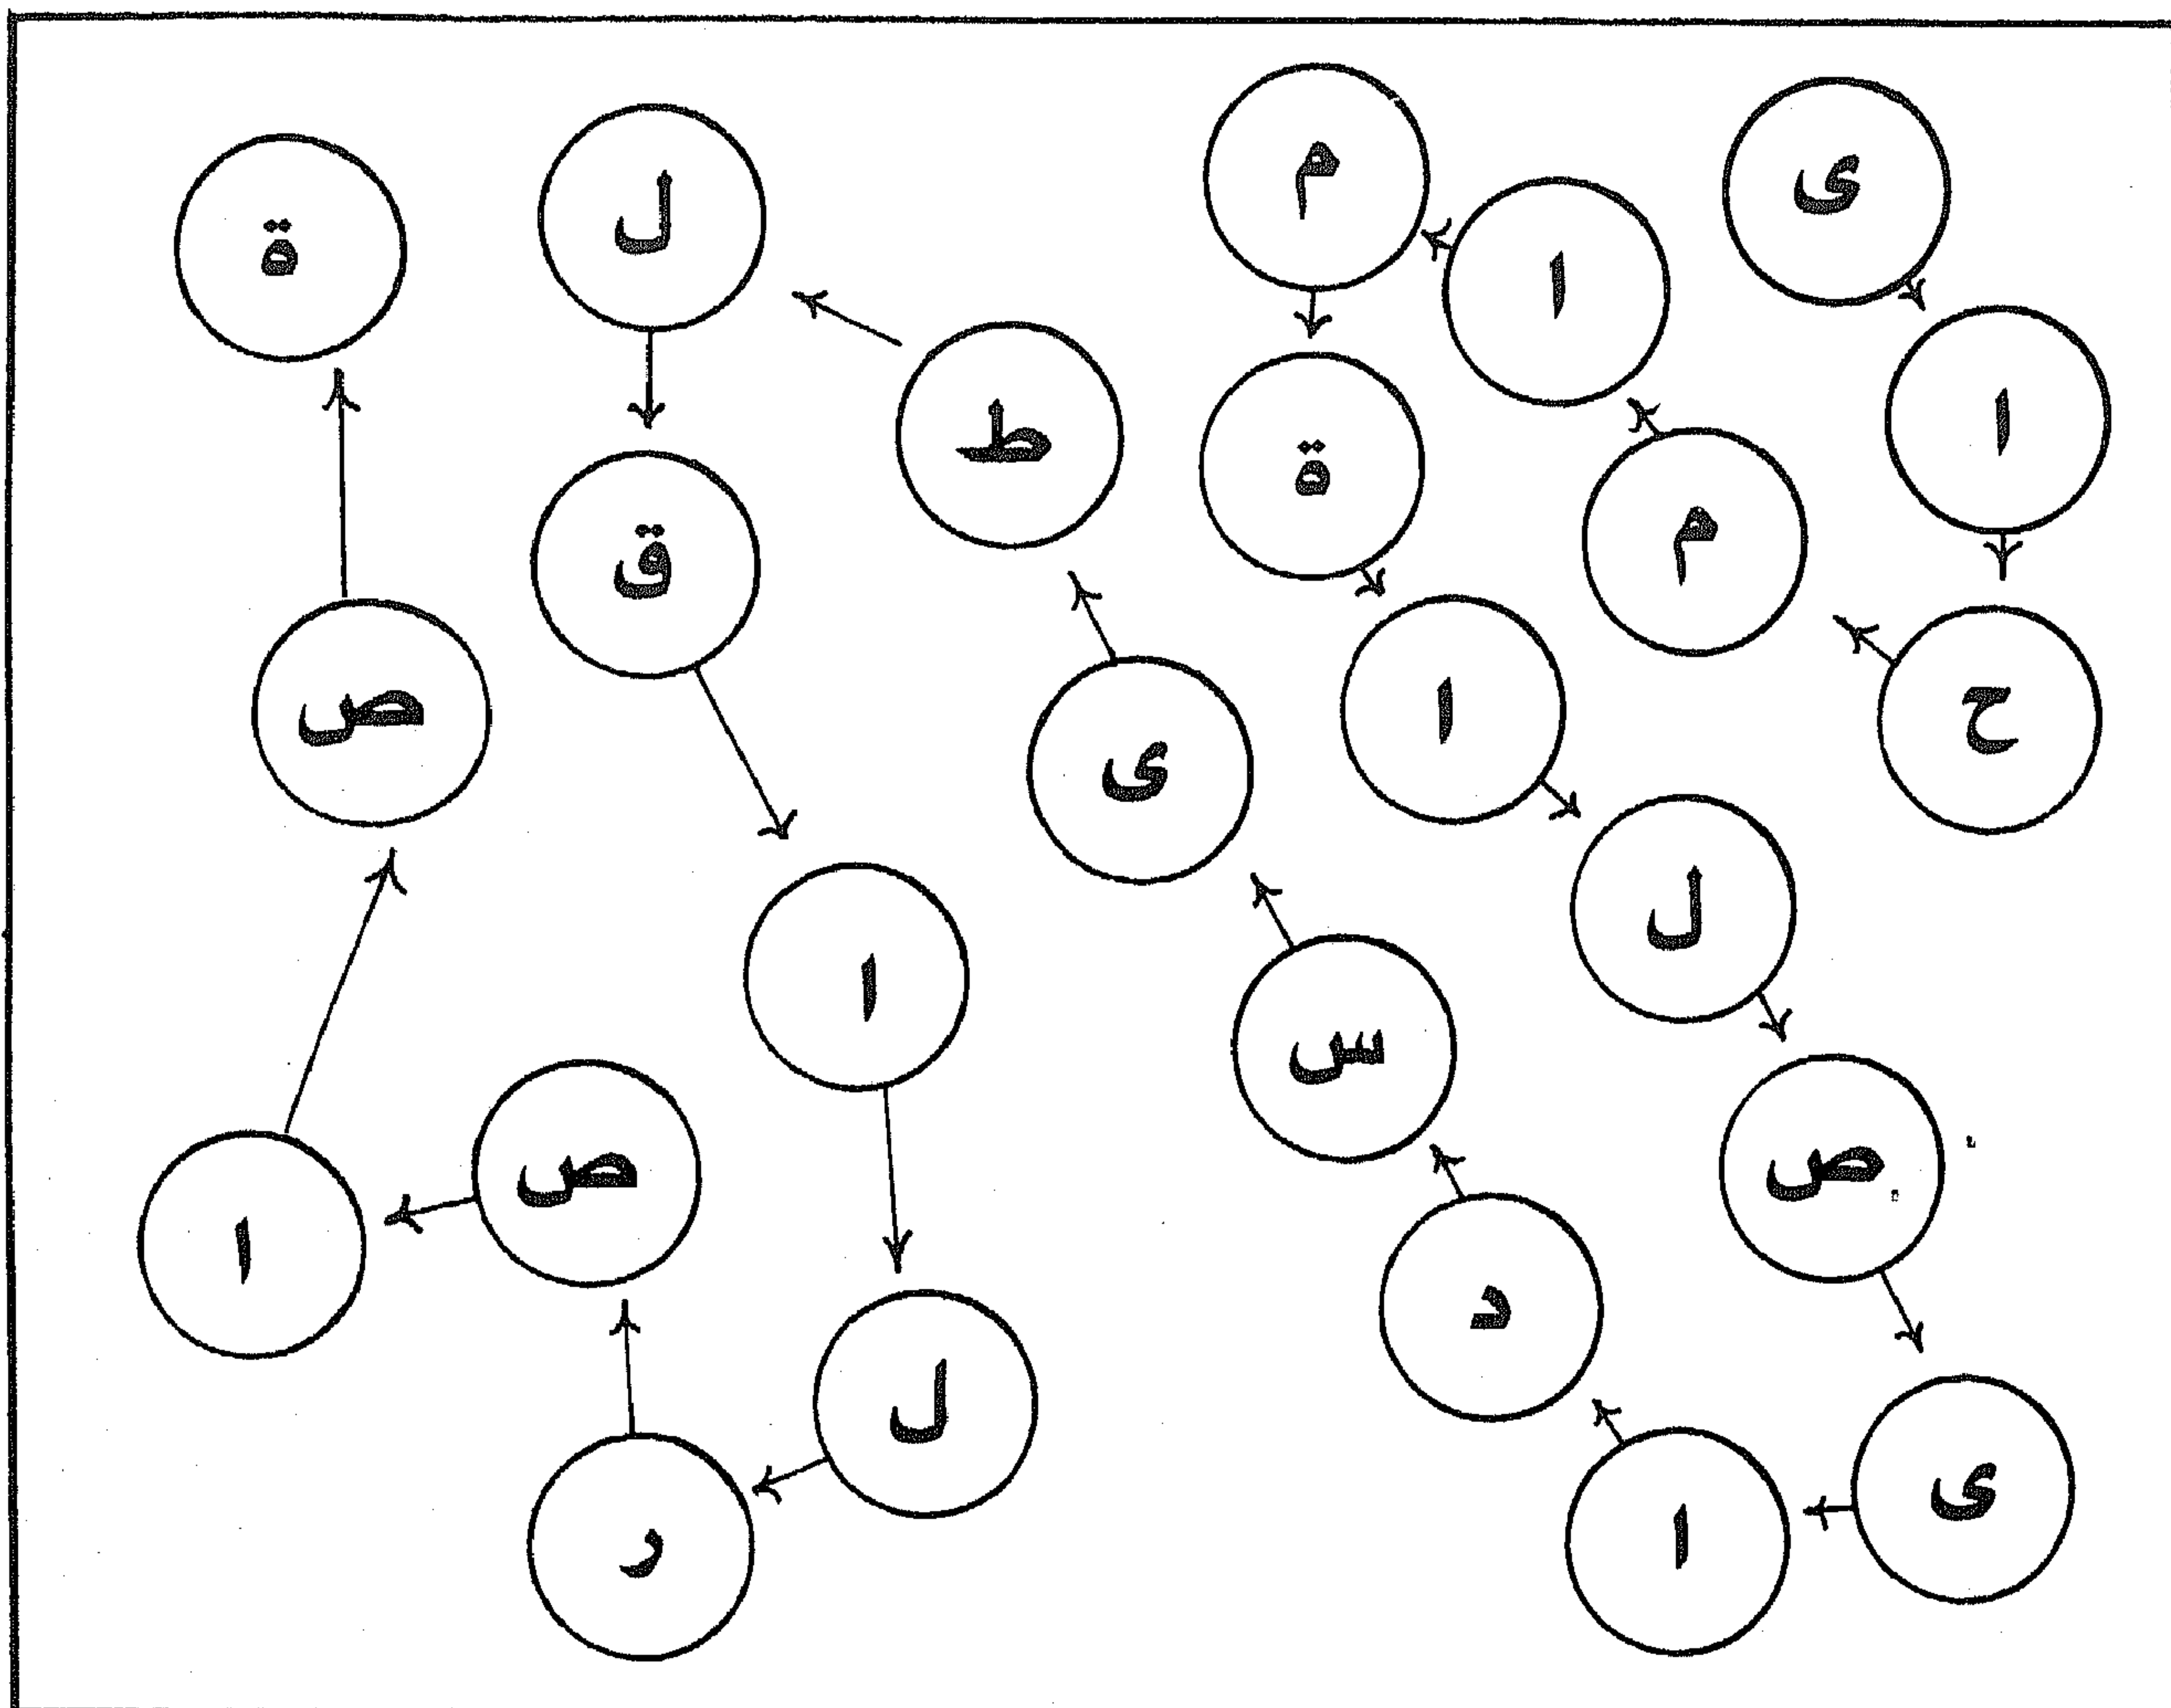 ى ا ح م ا م ة ا ل ص ى ا د س ى ط ل ق ا ل ر ص ا ص ة